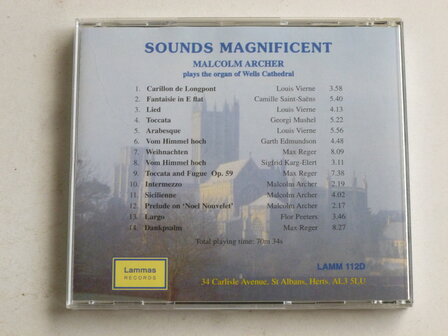 SOUNDS MAGNIFICENT
MALCOLM ARCHER
plays the organ of Wells Cathedral
1. Carillon de Longpont Louis Vierne 3.58
2. Fantaisie in E flat Camille Saint-Saëns 5.40
3. Lied Louis Vierne 4.13
4. Toccata Georgi Mushel 5.22
5. Arabesque Louis Vierne 5.56
6. Vom Himmel hoch Garth Edmundson 4.48
7. Weihnachten Max Reger 8.09
8. Vom Himmel hoch Sigfrid Karg-Elert 3.11
9. Toccata and Fugue Op. 59 Max Reger 7.38
10. Intermezzo Malcolm Archer 2.19
11. Sicilienne Malcolm Archer 4.02
12. Prelude on 'Noel Nouvelet' Malcolm Archer 2.17
13. Largo Flor Peeters 3.46
14. Dankpsalm Max Reger 8.27
Total playing time: 70m 34s
Lammas
RECORDS
LAMM 112D
34 Carlisle Avenue, St Albans, Herts. AL3 5LU